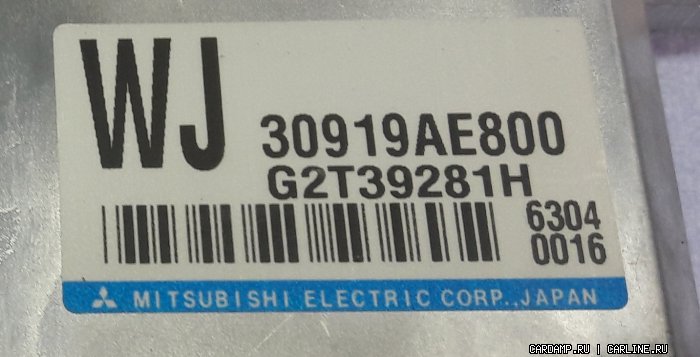 WJ 30919AE800
G2T39281H
6304
0016
MITSUBISHI ELECTRIC CORP., JAPAN
CARDAMP.RU | CARLINE.RU